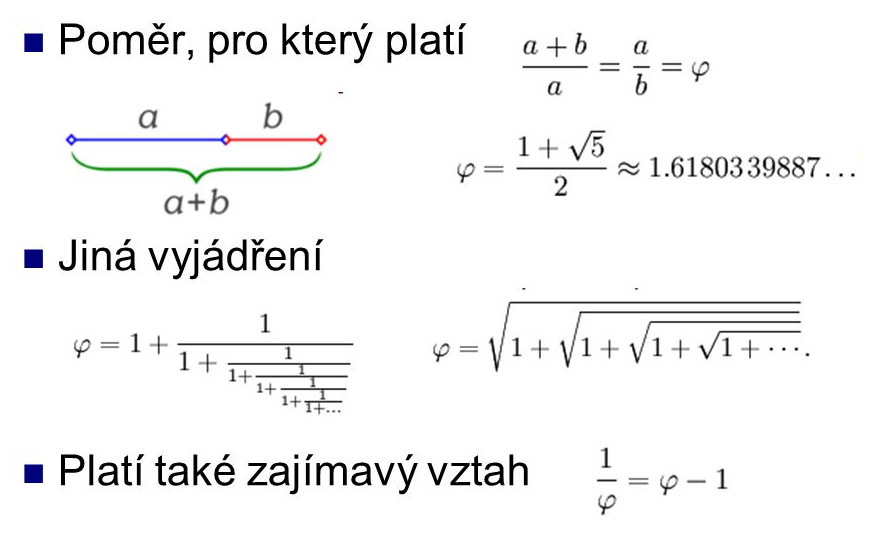 ■ Poměr, pro který platí
(a + b)/a = a/b = φ
a b
a+b
φ = (1 + √5)/2 ≈ 1.6180339887…
■ Jiná vyjádření
φ = 1 + 1/(1 + 1/(1 + 1/(1 + 1/(1 + 1/(1 + …)))))
φ = √(1 + √(1 + √(1 + √(1 + ⋯)))).
■ Platí také zajímavý vztah
1/φ = φ − 1